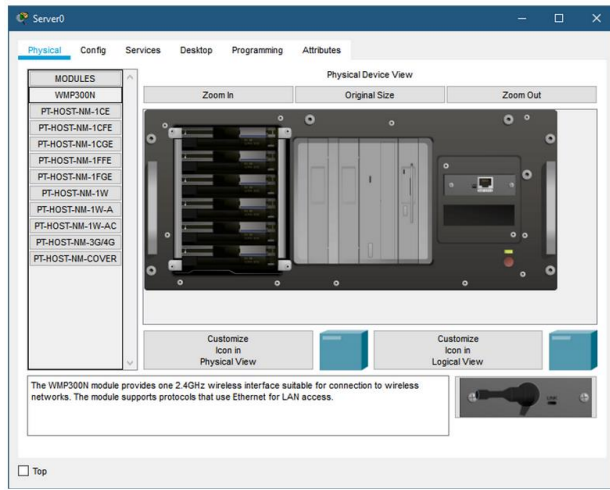 Server0
Physical Config Services Desktop Programming Attributes
MODULES
WMP300N
PT-HOST-NM-1CE
PT-HOST-NM-1CFE
PT-HOST-NM-1CGE
PT-HOST-NM-1FFE
PT-HOST-NM-1FGE
PT-HOST-NM-1W
PT-HOST-NM-1W-A
PT-HOST-NM-1W-AC
PT-HOST-NM-3G/4G
PT-HOST-NM-COVER
Physical Device View
Zoom In Original Size Zoom Out
Customize
Icon in
Physical View
Customize
Icon in
Logical View
The WMP300N module provides one 2.4GHz wireless interface suitable for connection to wireless
networks. The module supports protocols that use Ethernet for LAN access.
LINK
Top